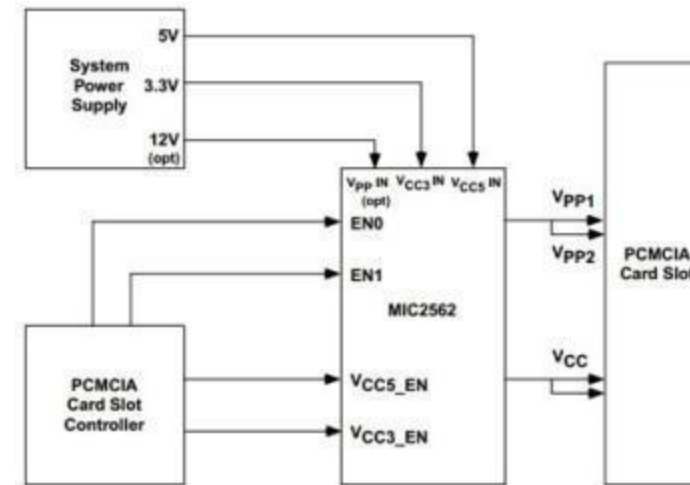 5V
System
Power
Supply
3.3V
12V
(opt)
VPP IN
(opt)
VCC3 IN
VCC5 IN
EN0
EN1
MIC2562
VCC5_EN
VCC3_EN
PCMCIA
Card Slot
Controller
VPP1
VPP2
VCC
PCMCIA
Card Slot